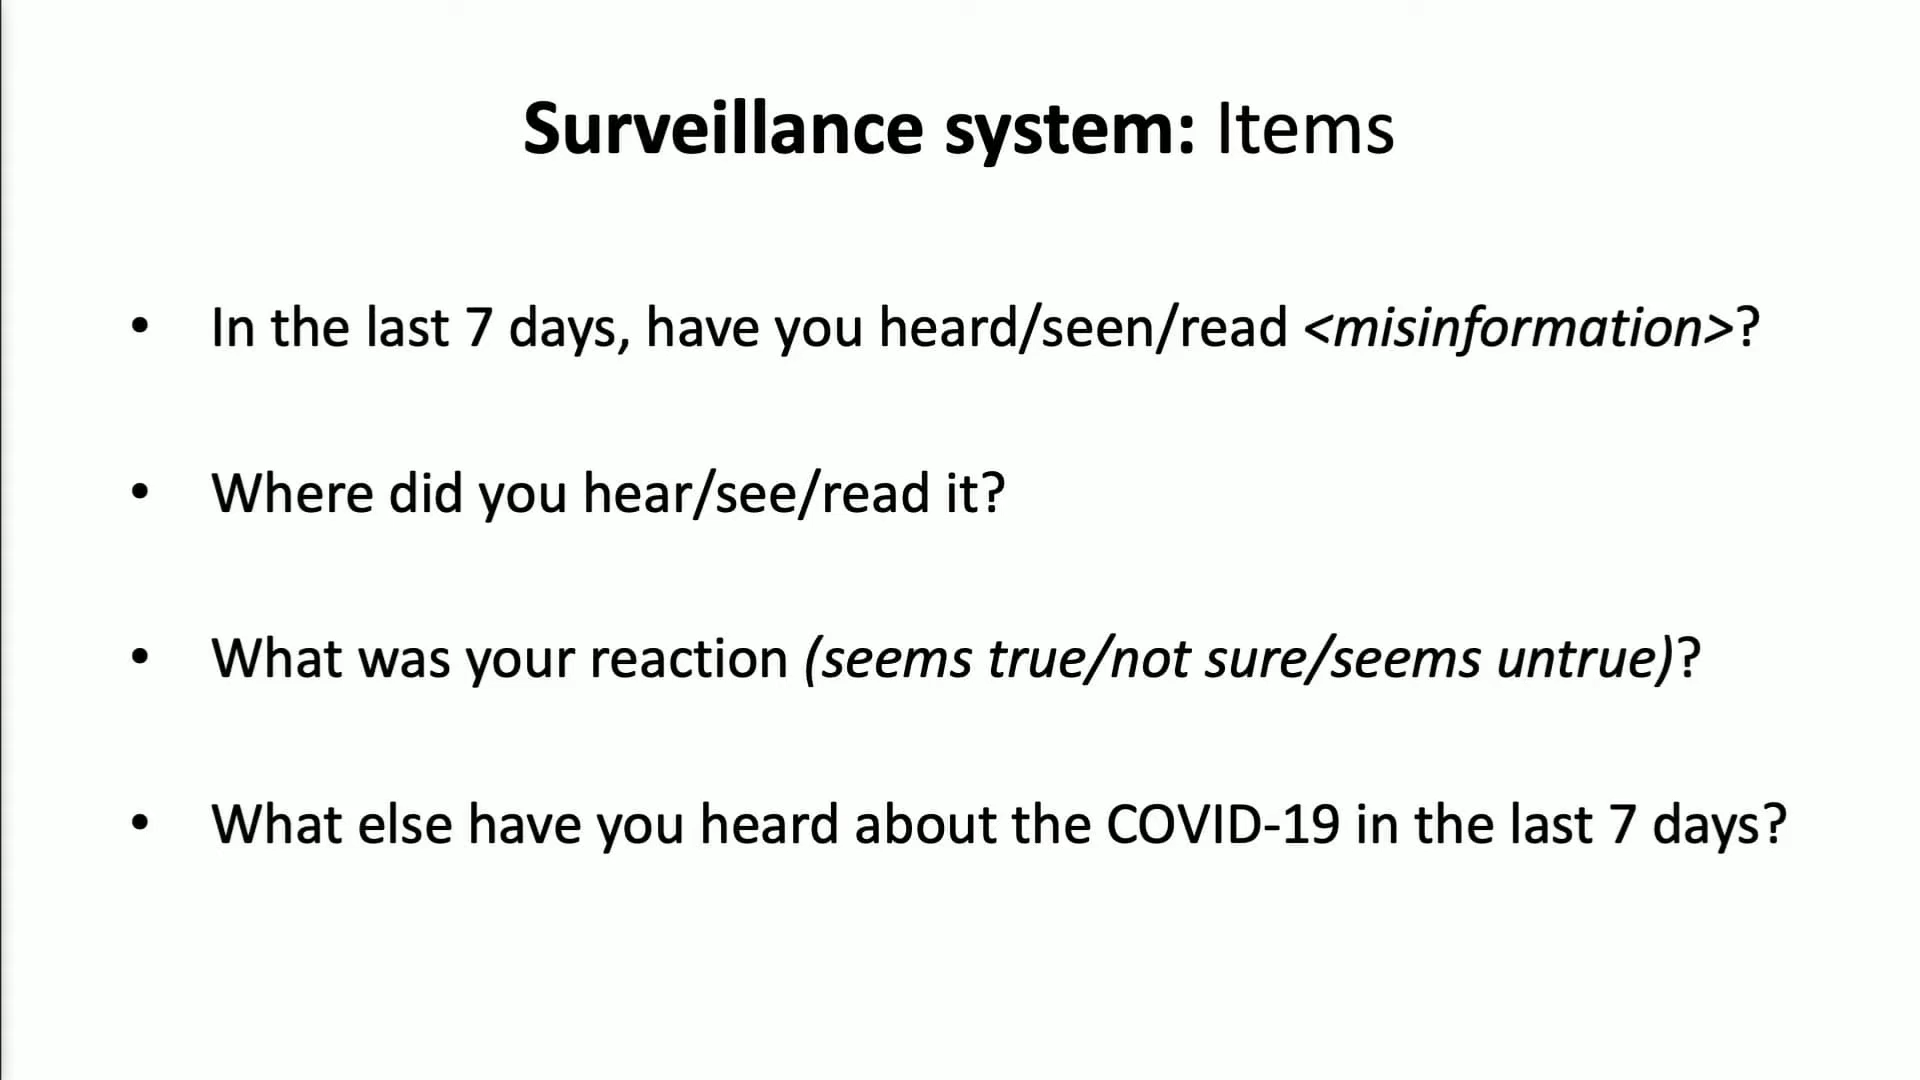 Surveillance system: Items
• In the last 7 days, have you heard/seen/read <misinformation>?
• Where did you hear/see/read it?
• What was your reaction (seems true/not sure/seems untrue)?
• What else have you heard about the COVID-19 in the last 7 days?